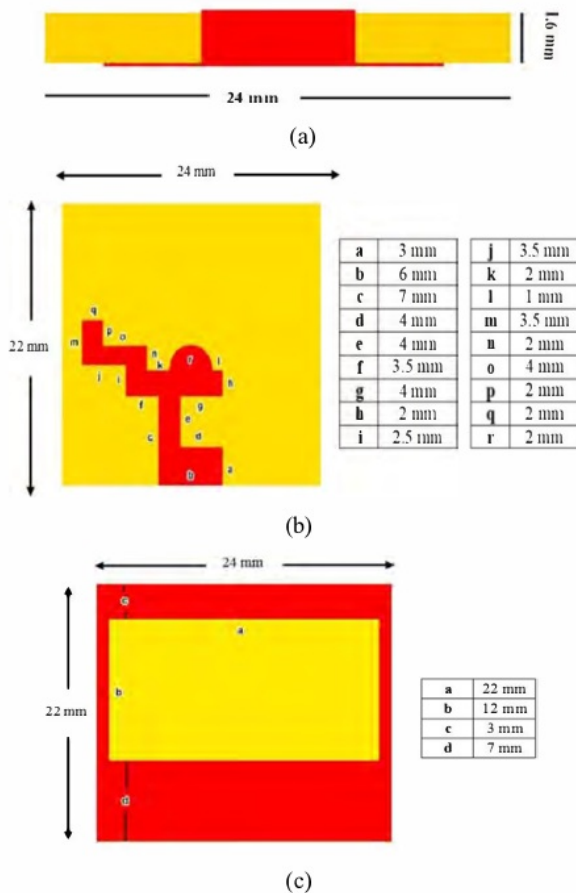 1.6 mm
24 mm
(a)
24 mm
22 mm
q
p
o
m
n
l
k
r
j
i
h
f
g
e
c
d
a
b
a 3 mm j 3.5 mm
b 6 mm k 2 mm
c 7 mm l 1 mm
d 4 mm m 3.5 mm
e 4 mm n 2 mm
f 3.5 mm o 4 mm
g 4 mm p 2 mm
h 2 mm q 2 mm
i 2.5 mm r 2 mm
(b)
24 mm
22 mm
c
a
b
d
a 22 mm
b 12 mm
c 3 mm
d 7 mm
(c)